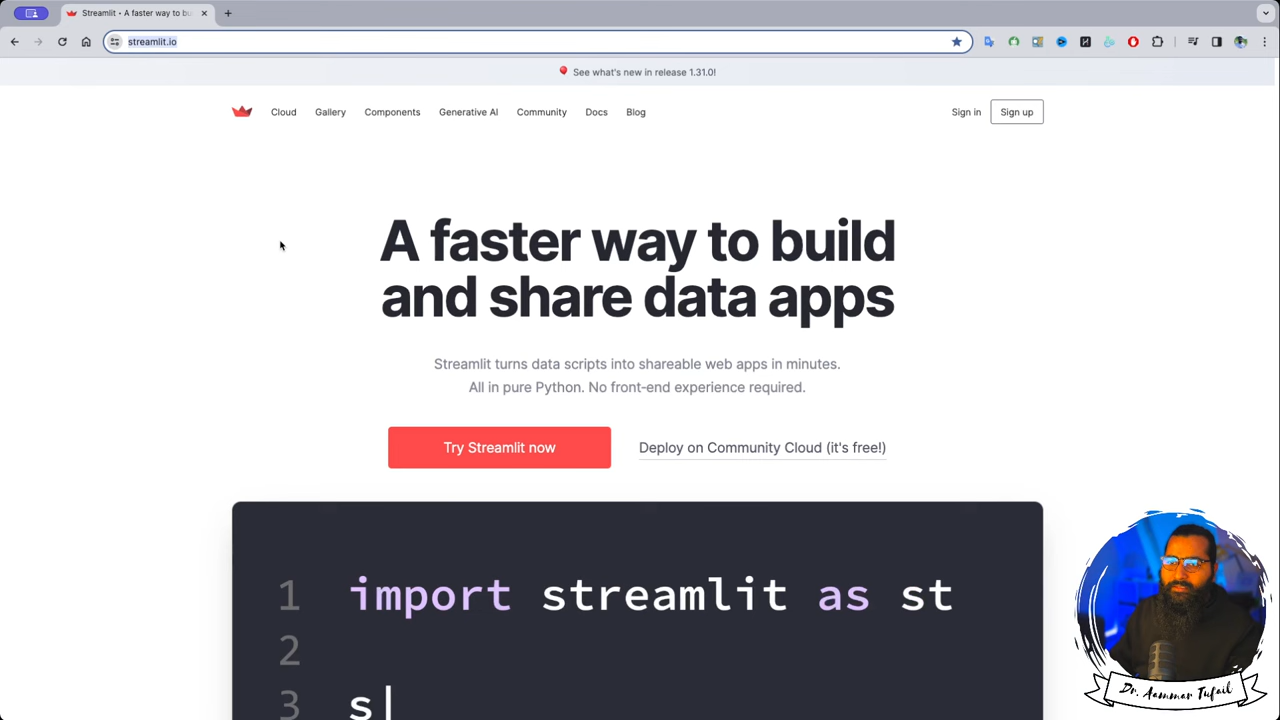 Streamlit • A faster way to bu
streamlit.io
See what's new in release 1.31.0!
Cloud Gallery Components Generative AI Community Docs Blog Sign in Sign up
A faster way to build
and share data apps
Streamlit turns data scripts into shareable web apps in minutes.
All in pure Python. No front-end experience required.
Try Streamlit now Deploy on Community Cloud (it's free!)
1 import streamlit as st
2
3 s
Dr. Aammar Tufail